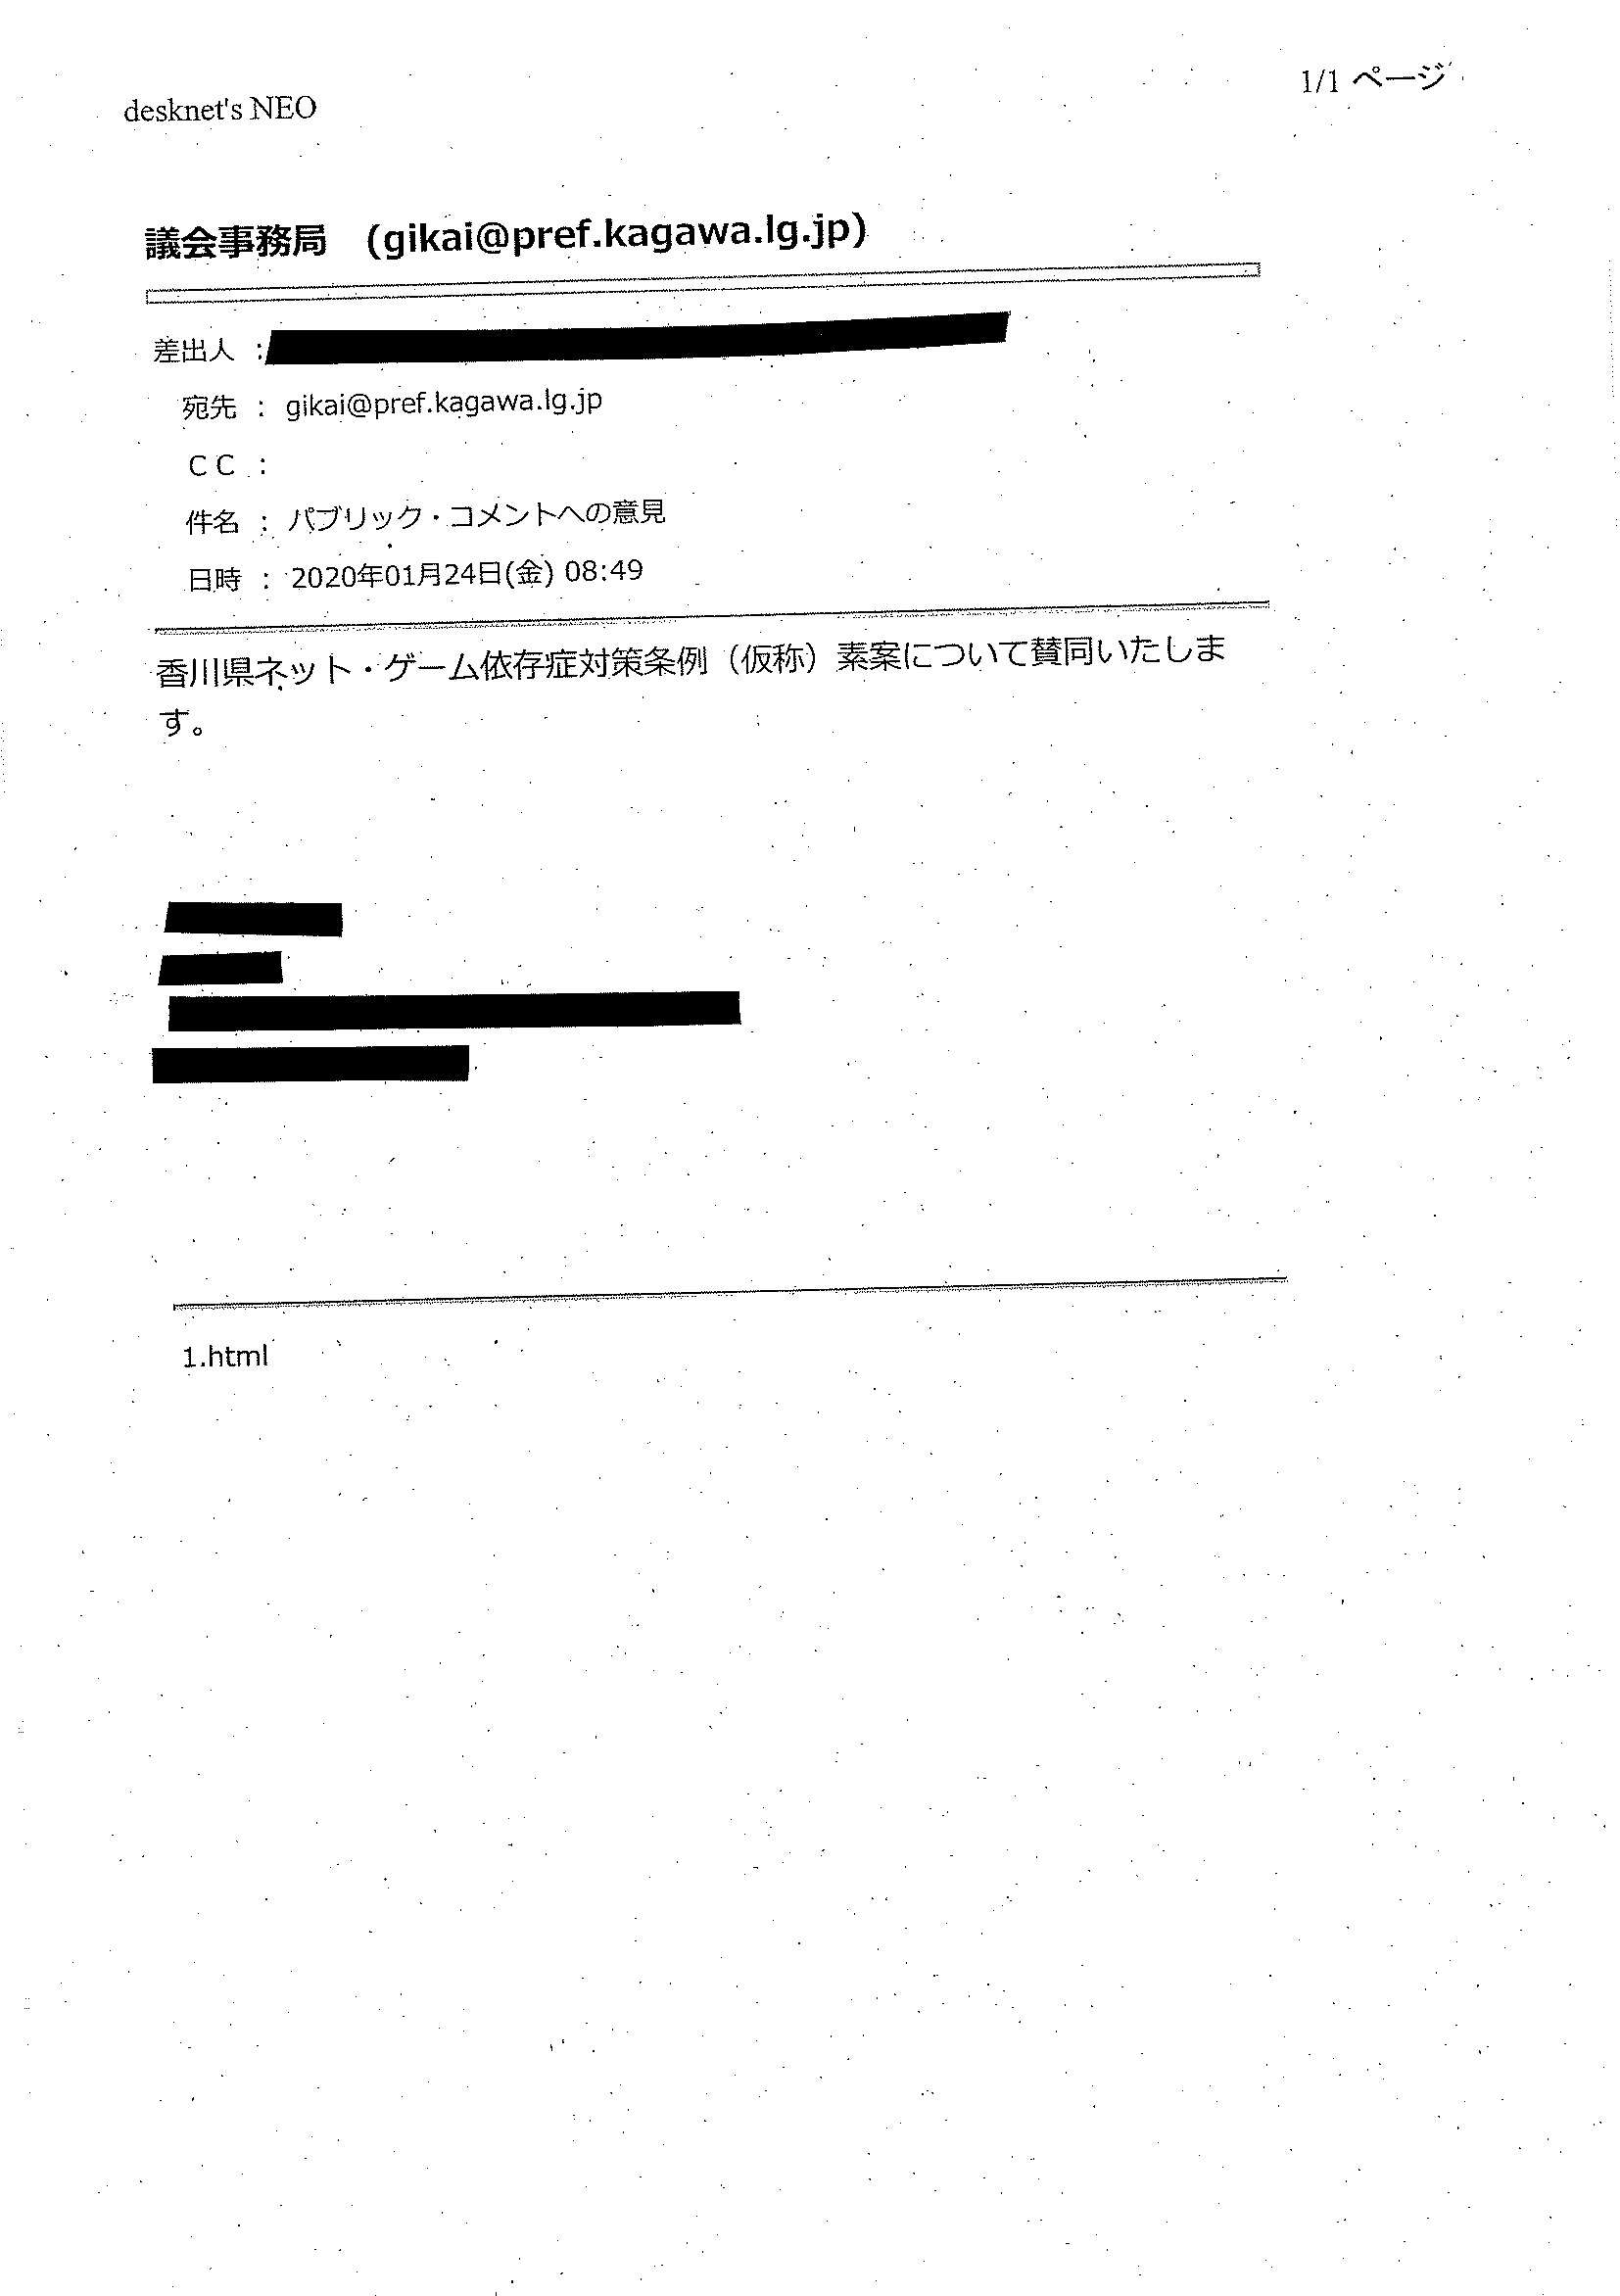 desknet's NEO
1/1 ページ
議会事務局 (gikai@pref.kagawa.lg.jp)
差出人 :
宛先 : gikai@pref.kagawa.lg.jp
CC :
件名 : パブリック・コメントへの意見
日時 : 2020年01月24日(金) 08:49
香川県ネット・ゲーム依存症対策条例（仮称）素案について賛同いたしま
す。
1.html